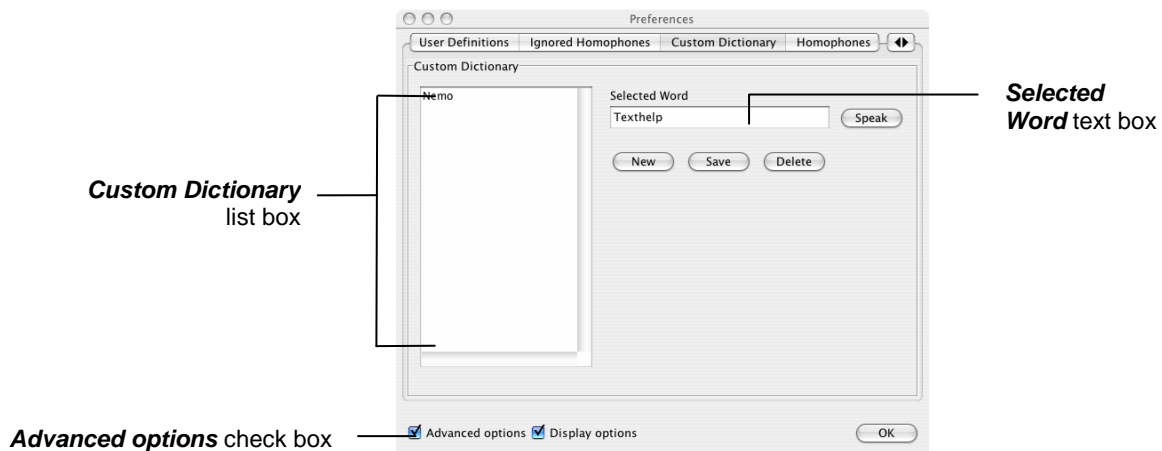 Preferences
User Definitions Ignored Homophones Custom Dictionary Homophones
Custom Dictionary
Nemo
Selected Word
Texthelp Speak
New Save Delete
Selected
Word text box
Custom Dictionary
list box
Advanced options Display options OK
Advanced options check box